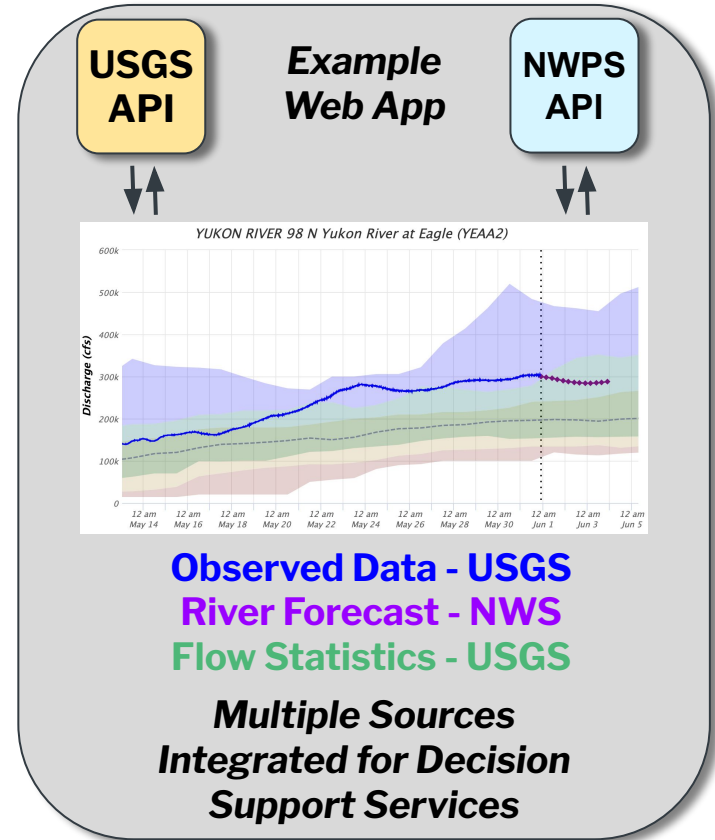 USGS
API
Example
Web App
NWPS
API
YUKON RIVER 98 N Yukon River at Eagle (YEAA2)
600k
500k
400k
300k
200k
100k
0
Discharge (cfs)
12 am 12 am 12 am 12 am 12 am 12 am 12 am 12 am 12 am 12 am 12 am 12 am
May 14 May 16 May 18 May 20 May 22 May 24 May 26 May 28 May 30 Jun 1 Jun 3 Jun 5
Observed Data - USGS
River Forecast - NWS
Flow Statistics - USGS
Multiple Sources
Integrated for Decision
Support Services